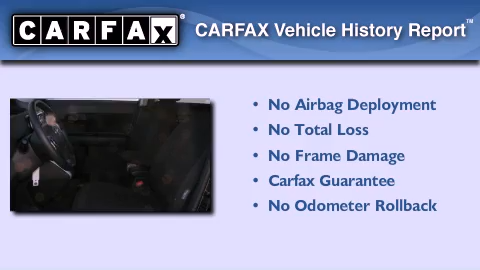 CARFAX®
CARFAX Vehicle History Report™
• No Airbag Deployment
• No Total Loss
• No Frame Damage
• Carfax Guarantee
• No Odometer Rollback